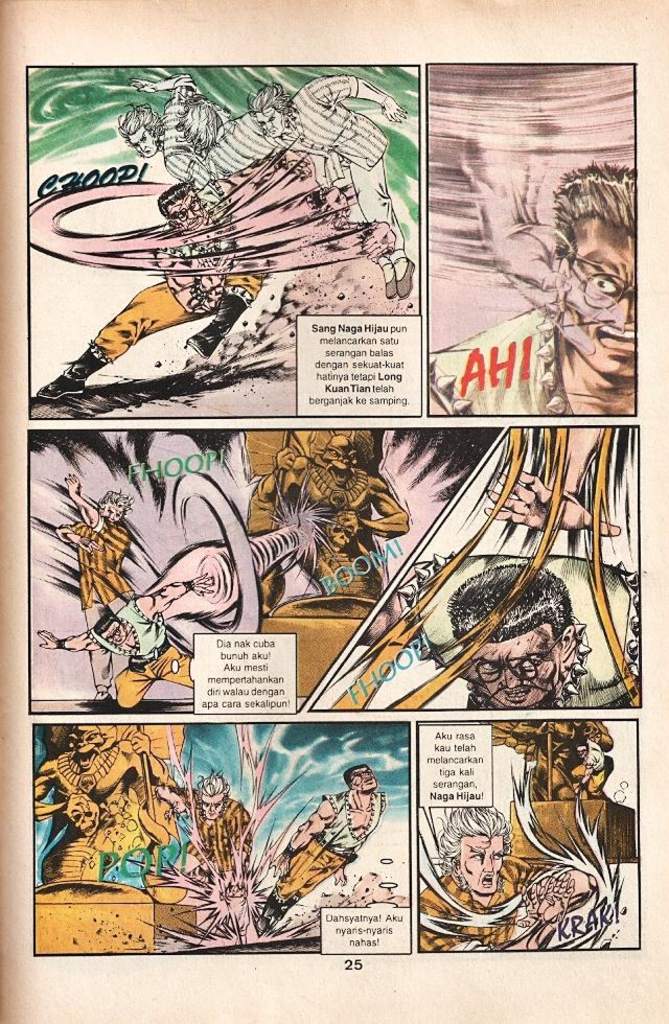 CHOOP!
Sang Naga Hijau pun
melancarkan satu
serangan balas
dengan sekuat-kuat
hatinya tetapi Long
Kuan Tian telah
berganjak ke samping.
AH!
FHOOP!
BOOM!
Dia nak cuba
bunuh aku!
Aku mesti
mempertahankan
diri walau dengan
apa cara sekalipun!
FHOOP!
POP!
Dahsyatnya! Aku
nyaris-nyaris
nahas!
Aku rasa
kau telah
melancarkan
tiga kali
serangan,
Naga Hijau!
KRAK!
25